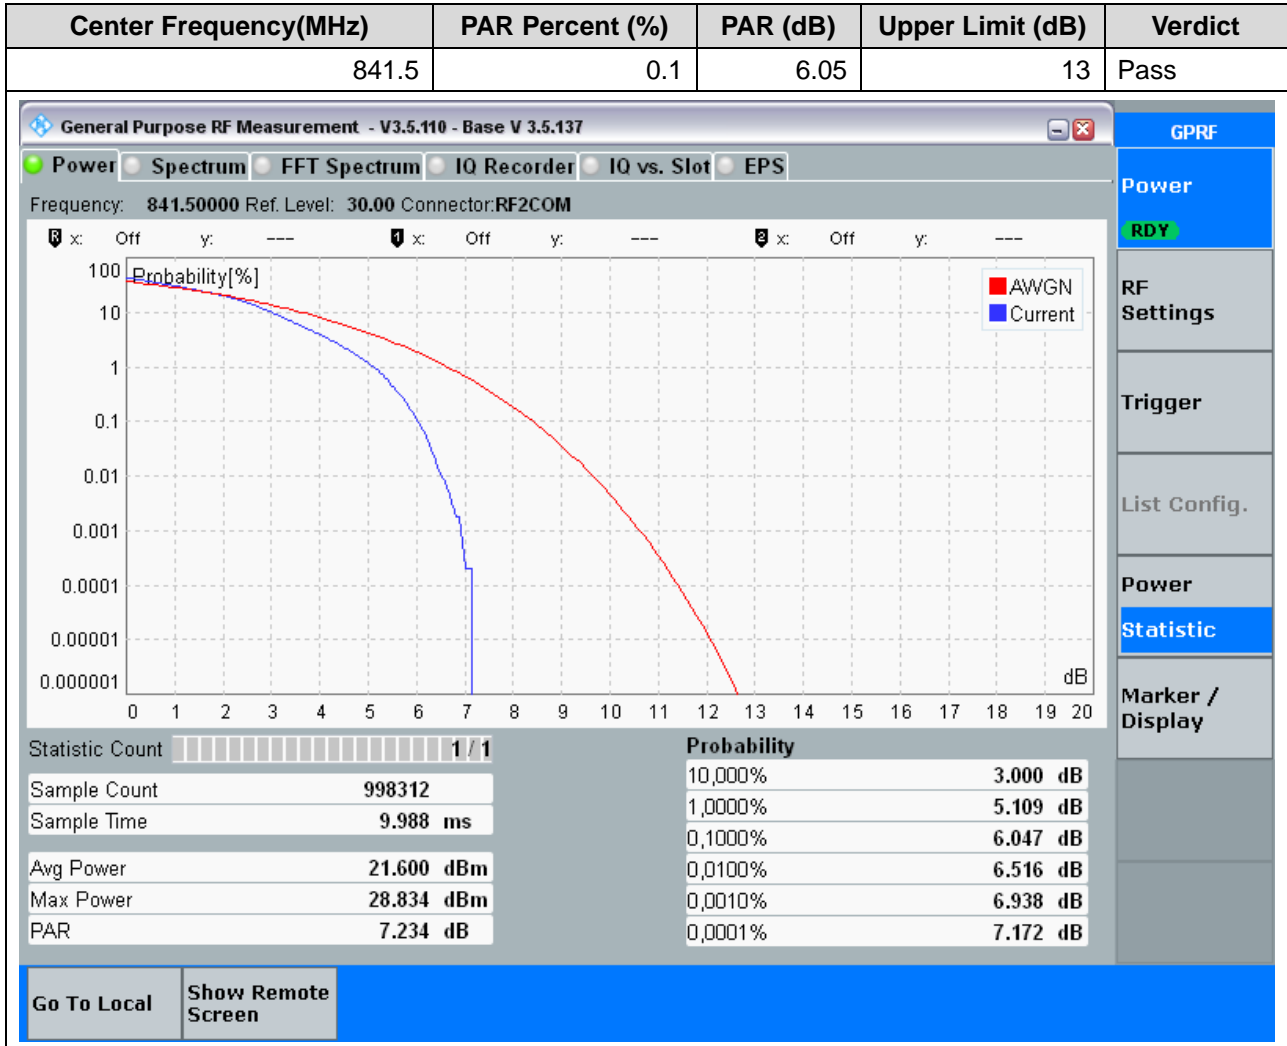 Center Frequency(MHz) PAR Percent (%) PAR (dB) Upper Limit (dB) Verdict
841.5 0.1 6.05 13 Pass
General Purpose RF Measurement - V3.5.110 - Base V 3.5.137
GPRF
Power Spectrum FFT Spectrum IQ Recorder IQ vs. Slot EPS
Power
RDY
Frequency: 841.50000 Ref. Level: 30.00 Connector:RF2COM
R x: Off y: --- 1 x: Off y: --- 2 x: Off y: ---
Probability[%]
AWGN
Current
100
10
1
0.1
0.01
0.001
0.0001
0.00001
0.000001
dB
0 1 2 3 4 5 6 7 8 9 10 11 12 13 14 15 16 17 18 19 20
RF
Settings
Trigger
List Config.
Power
Statistic
Marker /
Display
Statistic Count 1 / 1
Sample Count 998312
Sample Time 9.988 ms
Avg Power 21.600 dBm
Max Power 28.834 dBm
PAR 7.234 dB
Probability
10,000% 3.000 dB
1,0000% 5.109 dB
0,1000% 6.047 dB
0,0100% 6.516 dB
0,0010% 6.938 dB
0,0001% 7.172 dB
Go To Local
Show Remote
Screen